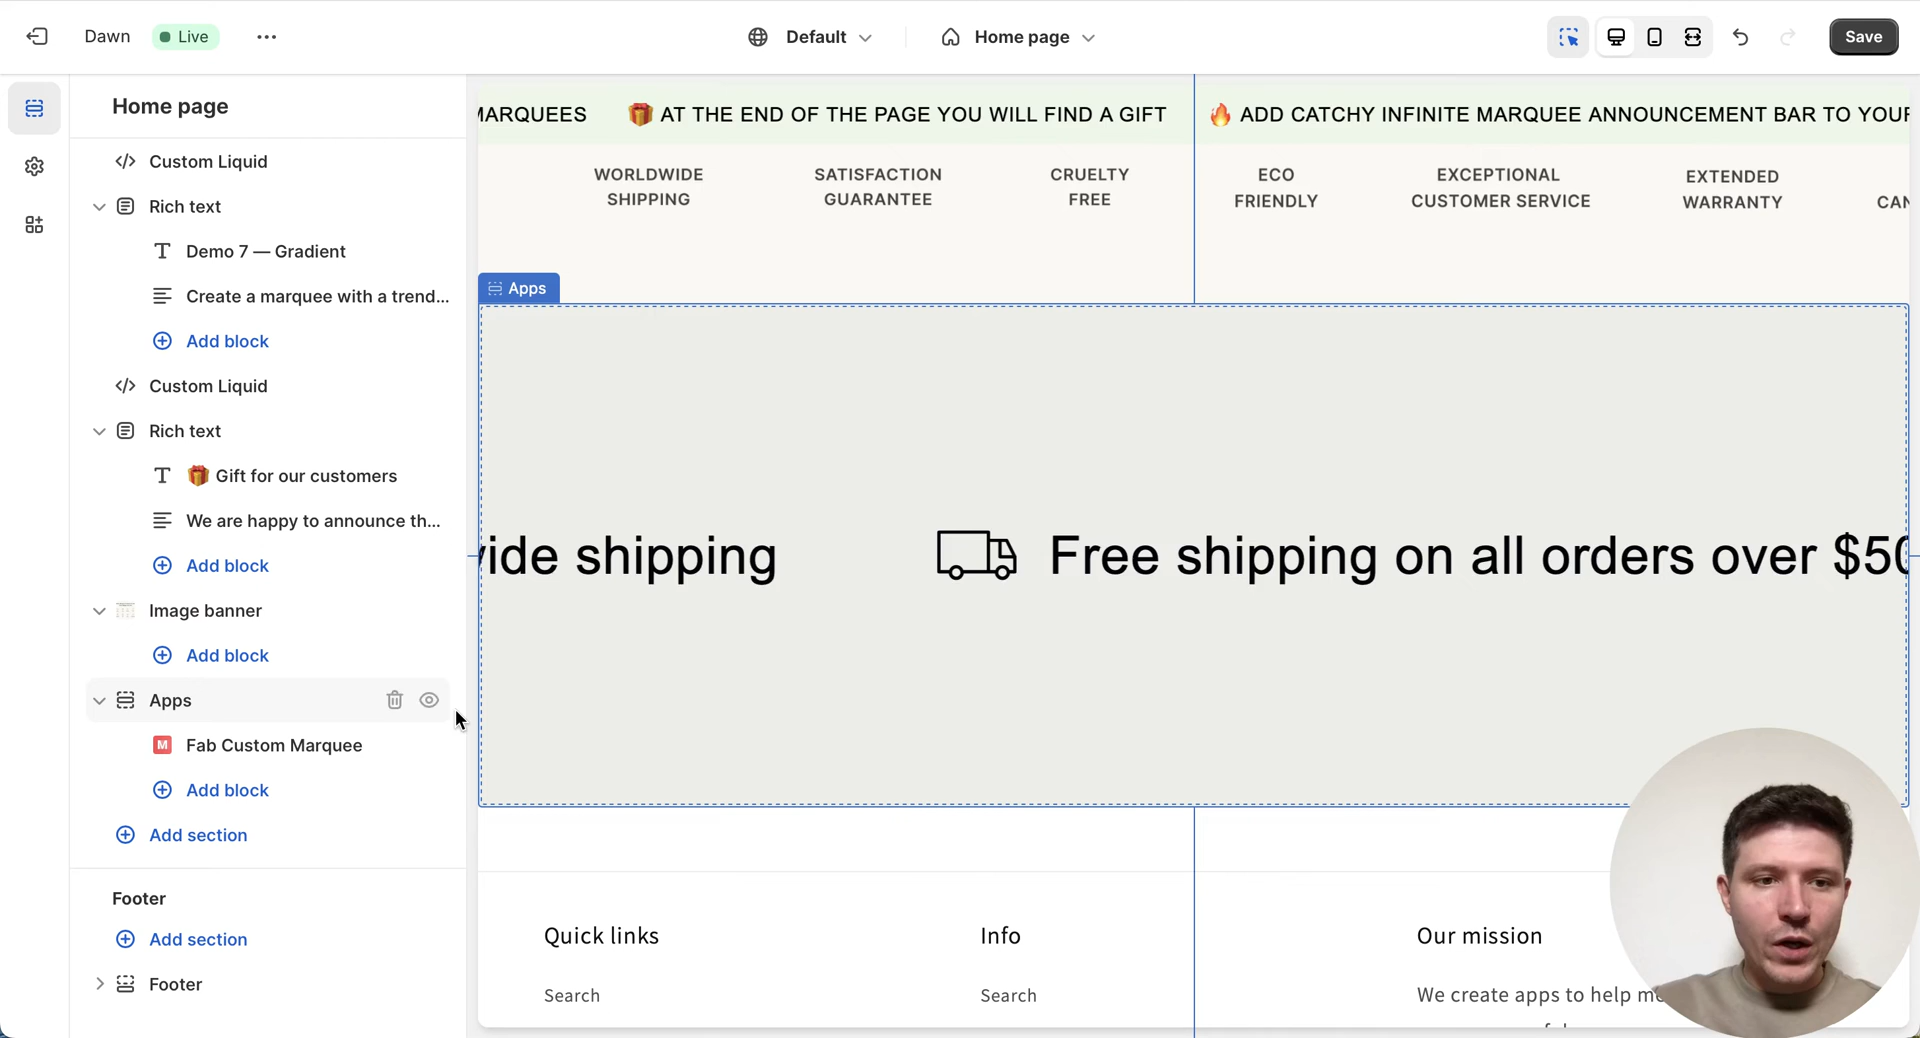 Dawn
Live
Default
Home page
Save
Home page
Custom Liquid
Rich text
Demo 7 — Gradient
Create a marquee with a trend...
Add block
Custom Liquid
Rich text
🎁 Gift for our customers
We are happy to announce th...
Add block
Image banner
Add block
Apps
M Fab Custom Marquee
Add block
Add section
Footer
Add section
Footer
MARQUEES 🎁 AT THE END OF THE PAGE YOU WILL FIND A GIFT 🔥 ADD CATCHY INFINITE MARQUEE ANNOUNCEMENT BAR TO YOUR
WORLDWIDE
SHIPPING
SATISFACTION
GUARANTEE
CRUELTY
FREE
ECO
FRIENDLY
EXCEPTIONAL
CUSTOMER SERVICE
EXTENDED
WARRANTY
CAN
Apps
wide shipping Free shipping on all orders over $50
Quick links
Search
Info
Search
Our mission
We create apps to help